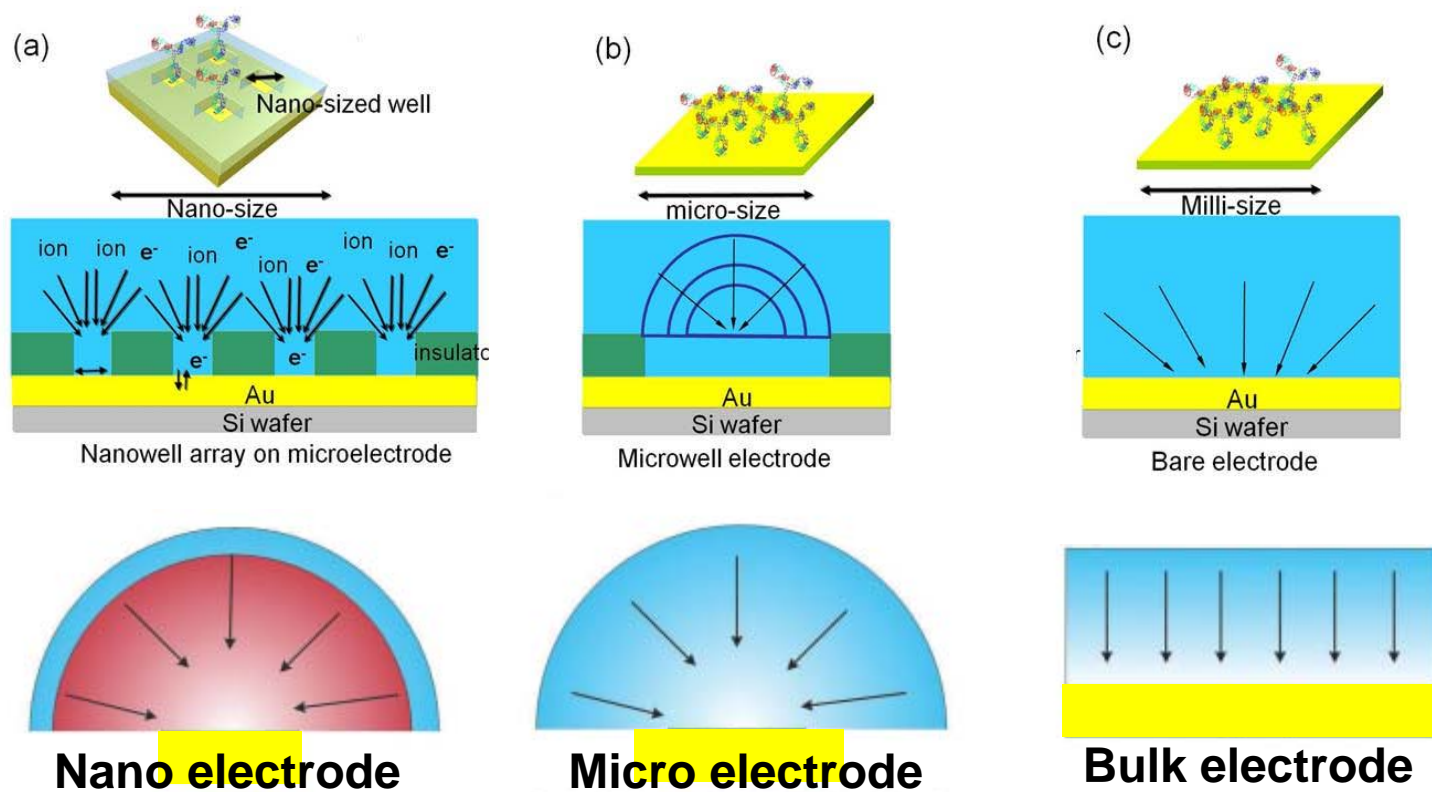 (a)
Nano-sized well
Nano-size
ion ion e- ion e- ion e- ion ion e-
e- e- insulato
Au
Si wafer
Nanowell array on microelectrode
(b)
micro-size
Au
Si wafer
Microwell electrode
(c)
Milli-size
r
Au
Si wafer
Bare electrode
Nano electrode
Micro electrode
Bulk electrode